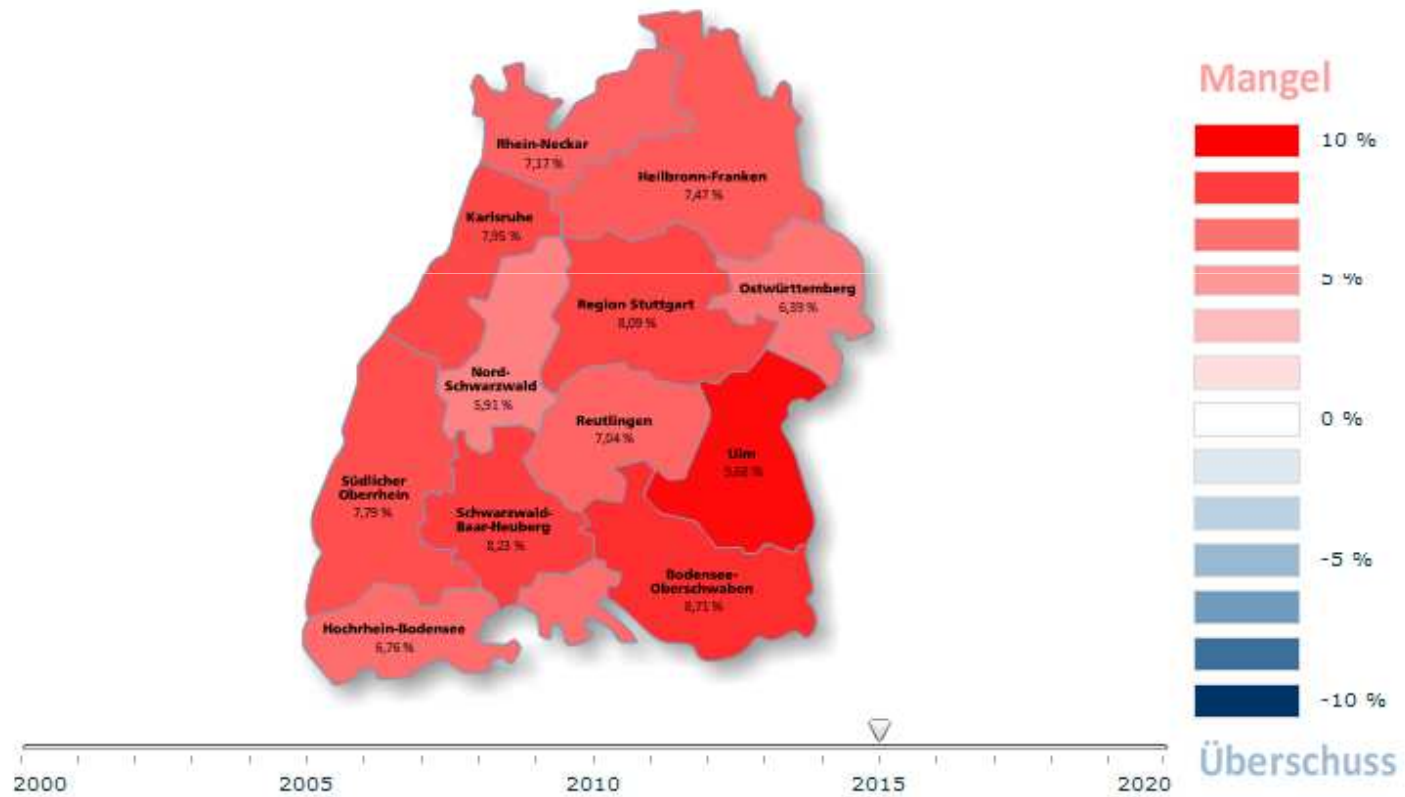 Mangel
10 %
5 %
0 %
-5 %
-10 %
Überschuss
Rhein-Neckar
7,17 %
Heilbronn-Franken
7,47 %
Karlsruhe
7,95 %
Ostwürttemberg
6,39 %
Region Stuttgart
8,09 %
Nord-
Schwarzwald
5,91 %
Reutlingen
7,04 %
Ulm
Südlicher
Oberrhein
7,79 %
Schwarzwald-
Baar-Heuberg
8,23 %
Bodensee-
Oberschwaben
8,71 %
Hochrhein-Bodensee
6,76 %
2000
2005
2010
2015
2020